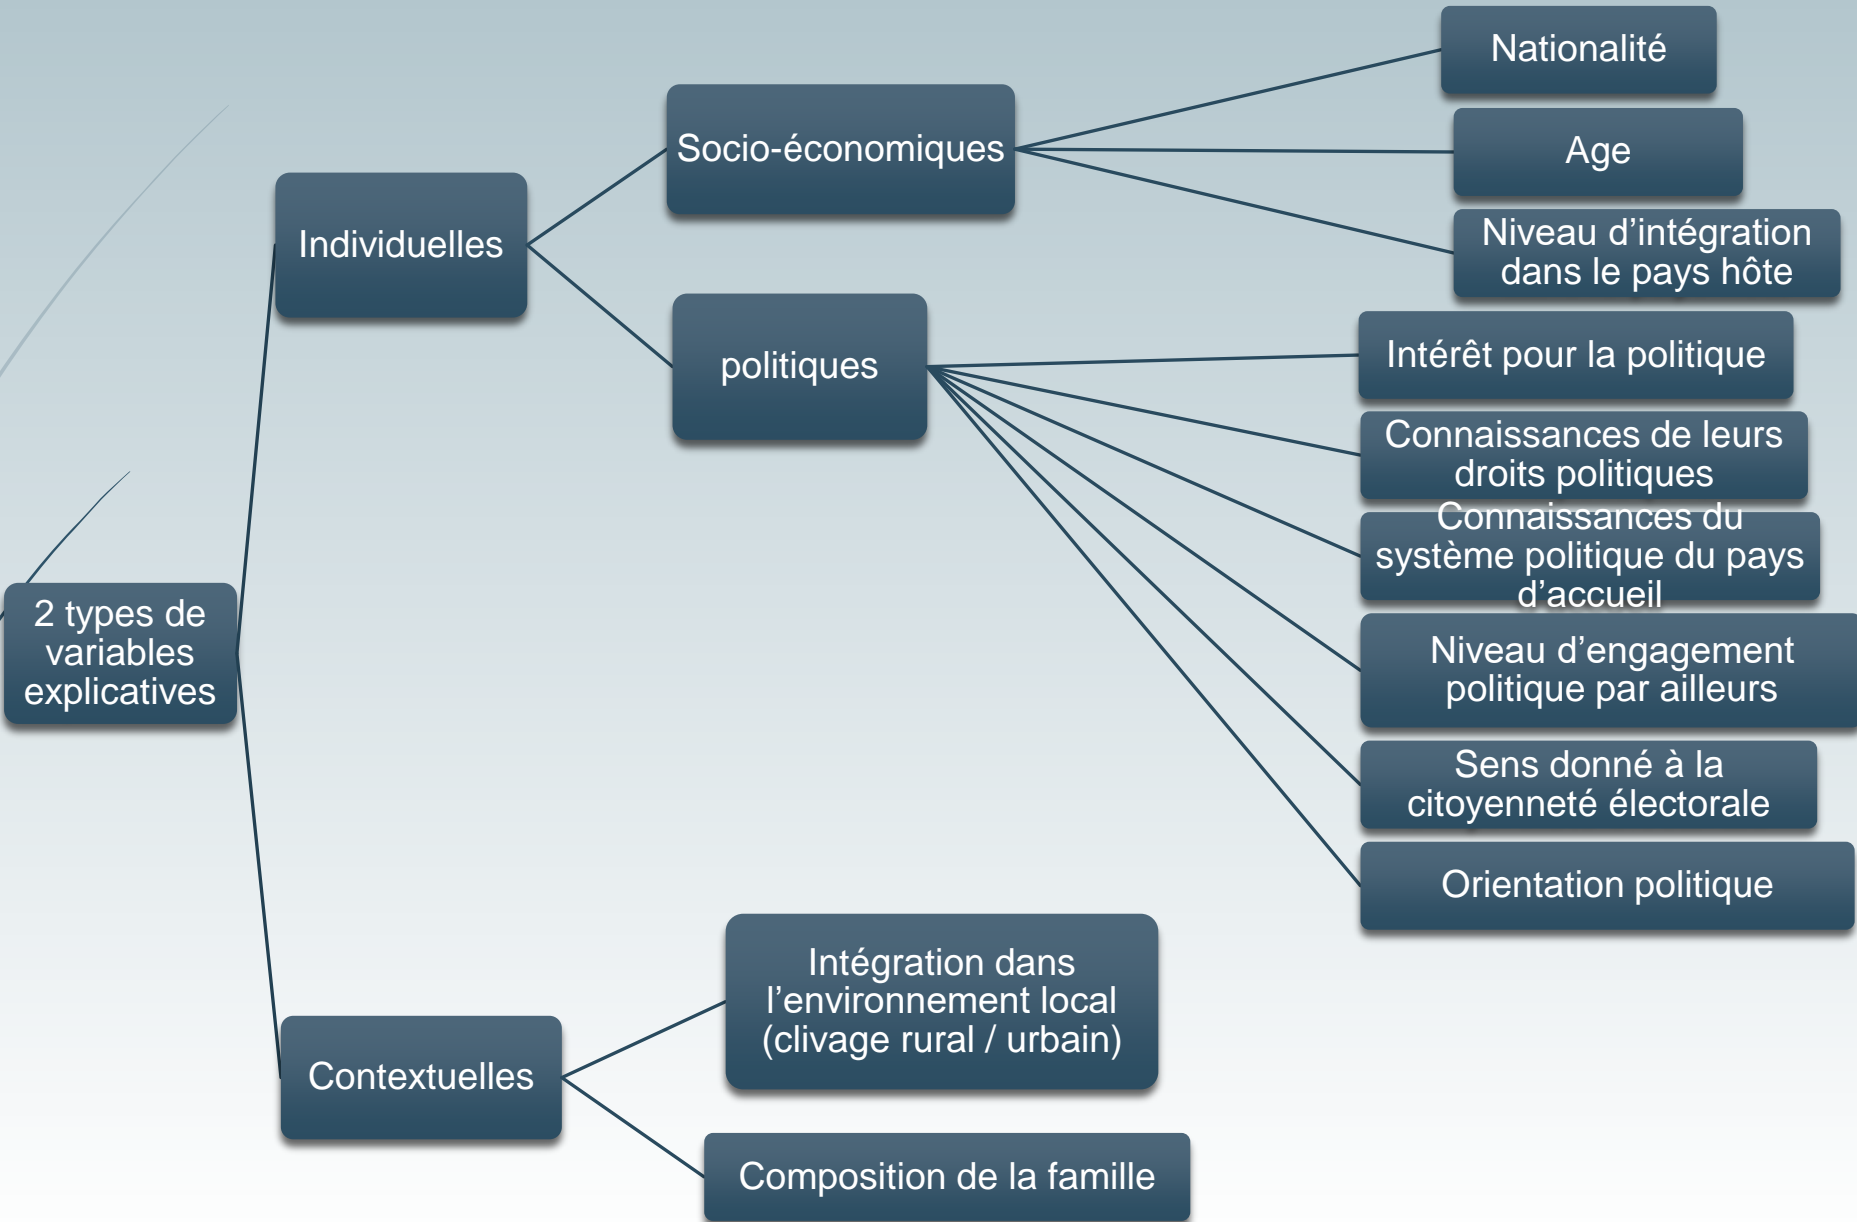 Nationalité
Socio-économiques
Age
Individuelles
Niveau d’intégration
dans le pays hôte
politiques
Intérêt pour la politique
Connaissances de leurs
droits politiques
Connaissances du
système politique du pays
d’accueil
2 types de
variables
explicatives
Niveau d’engagement
politique par ailleurs
Sens donné à la
citoyenneté électorale
Orientation politique
Intégration dans
l’environnement local
(clivage rural / urbain)
Contextuelles
Composition de la famille